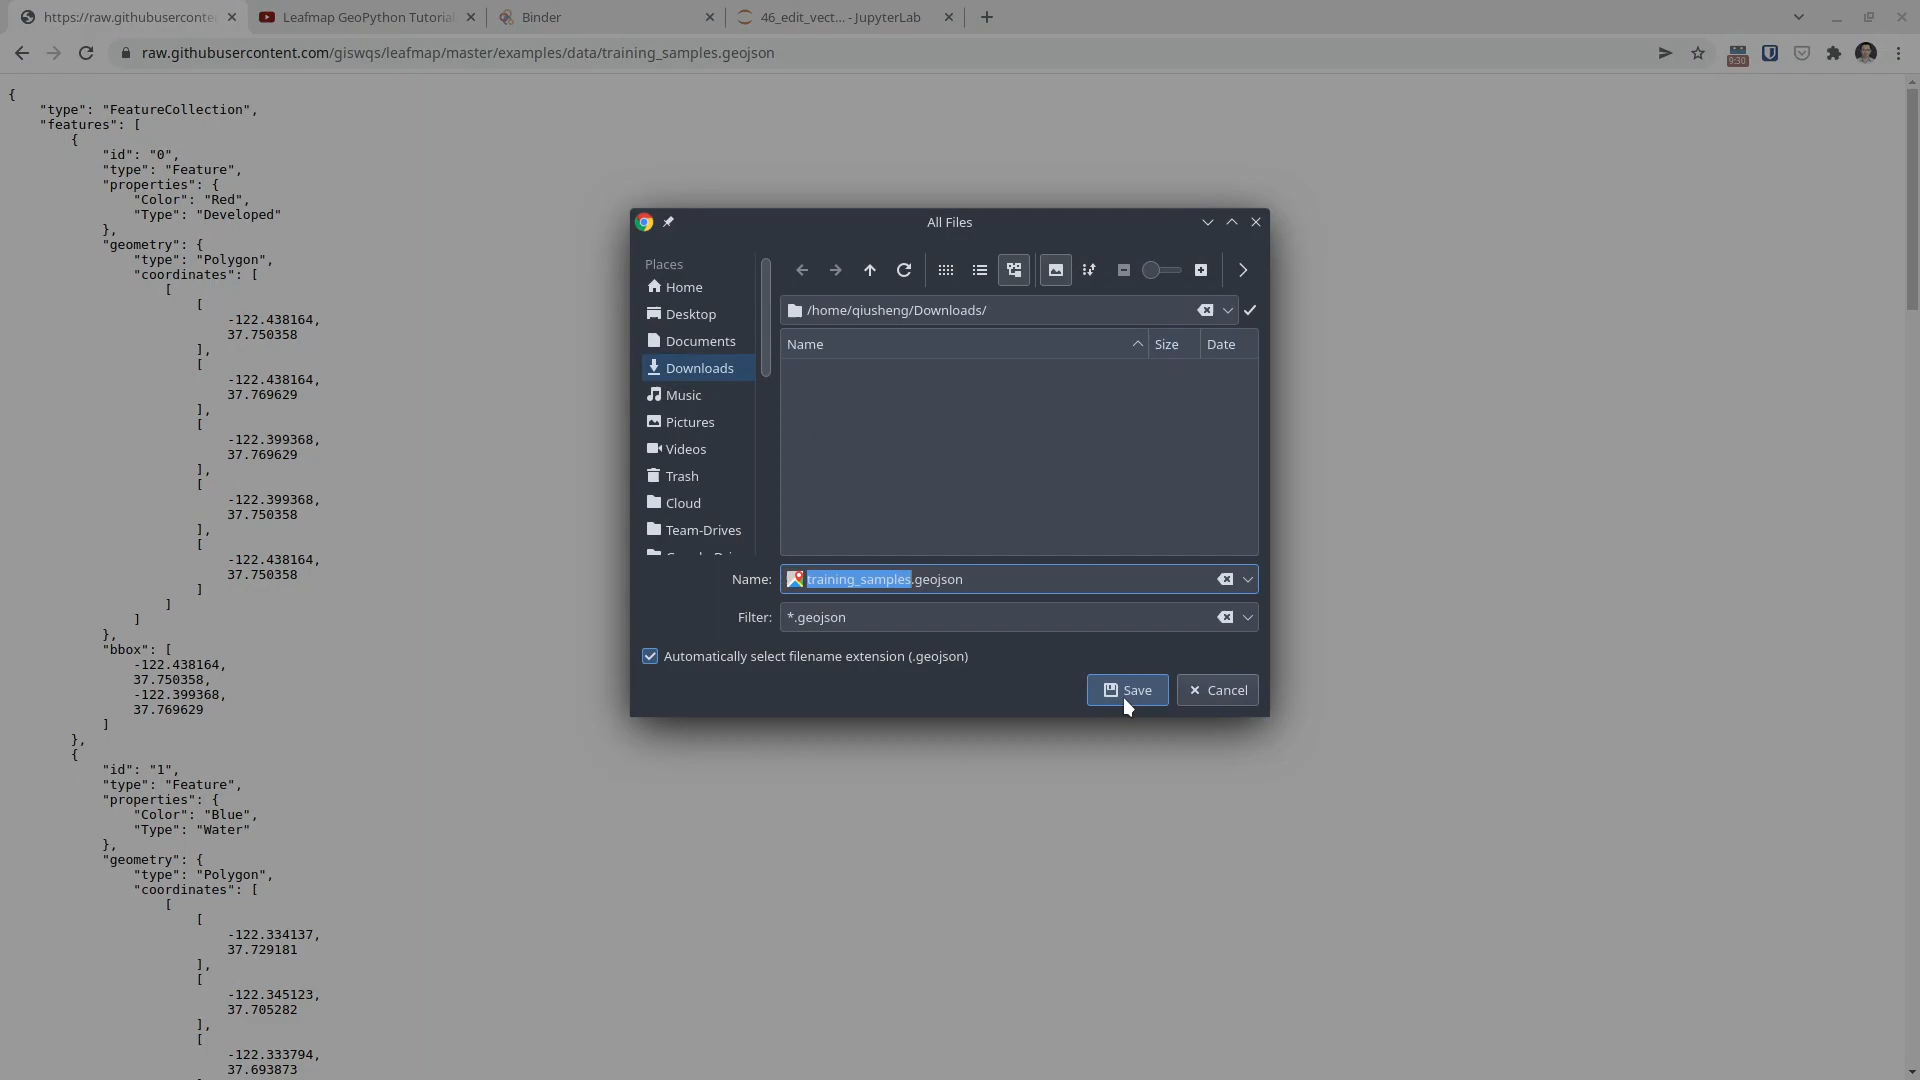 https://raw.githubuserconte
Leafmap GeoPython Tutorial
Binder
46_edit_vect... - JupyterLab
raw.githubusercontent.com/giswqs/leafmap/master/examples/data/training_samples.geojson
9:30
{
"type": "FeatureCollection",
"features": [
{
"id": "0",
"type": "Feature",
"properties": {
"Color": "Red",
"Type": "Developed"
},
"geometry": {
"type": "Polygon",
"coordinates": [
[
[
-122.438164,
37.750358
],
[
-122.438164,
37.769629
],
[
-122.399368,
37.769629
],
[
-122.399368,
37.750358
],
[
-122.438164,
37.750358
]
]
]
},
"bbox": [
-122.438164,
37.750358,
-122.399368,
37.769629
]
},
{
"id": "1",
"type": "Feature",
"properties": {
"Color": "Blue",
"Type": "Water"
},
"geometry": {
"type": "Polygon",
"coordinates": [
[
[
-122.334137,
37.729181
],
[
-122.345123,
37.705282
],
[
-122.333794,
37.693873
All Files
Places
Home
Desktop
Documents
Downloads
Music
Pictures
Videos
Trash
Cloud
Team-Drives
/home/qiusheng/Downloads/
Name Size Date
Name: training_samples.geojson
Filter: *.geojson
Automatically select filename extension (.geojson)
Save Cancel